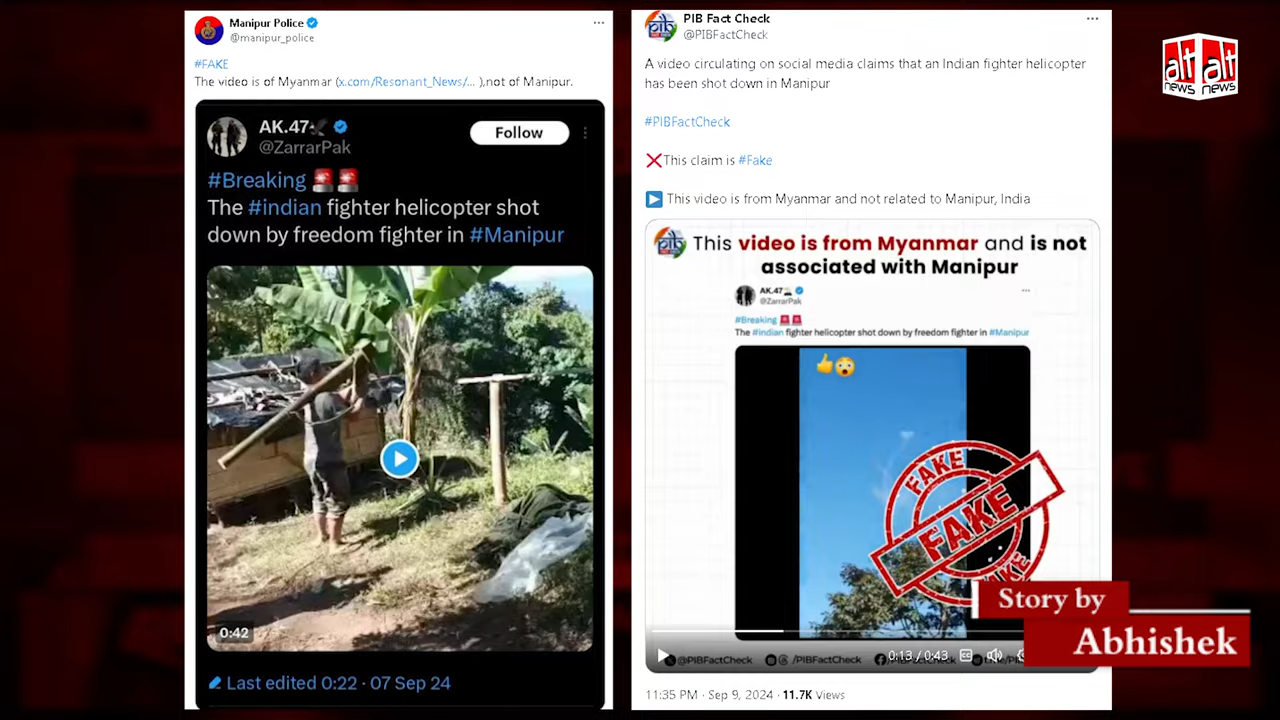 Manipur Police
@manipur_police
#FAKE
The video is of Myanmar (x.com/Resonant_News/... ),not of Manipur.
AK.47
@ZarrarPak
Follow
#Breaking
The #indian fighter helicopter shot
down by freedom fighter in #Manipur
0:42
Last edited 0:22 · 07 Sep 24
PIB Fact Check
@PIBFactCheck
A video circulating on social media claims that an Indian fighter helicopter
has been shot down in Manipur
#PIBFactCheck
❌This claim is #Fake
▶This video is from Myanmar and not related to Manipur, India
pib
This video is from Myanmar and is not
associated with Manipur
AK.47
@ZarrarPak
#Breaking
The #indian fighter helicopter shot down by freedom fighter in #Manipur
FAKE
FAKE
FAKE
0:13 / 0:43
@PIBFactCheck
/PIBFactCheck
11:35 PM · Sep 9, 2024 · 11.7K Views
alt alt
news news
Story by
Abhishek